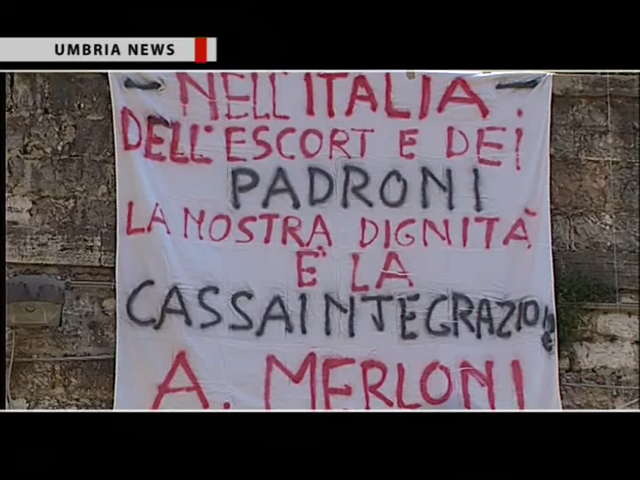 UMBRIA NEWS
NELL'ITALIA
DELL'ESCORT E DEI
PADRONI
LA NOSTRA DIGNITÀ
E' LA
CASSAINTEGRAZIONE
A. MERLONI